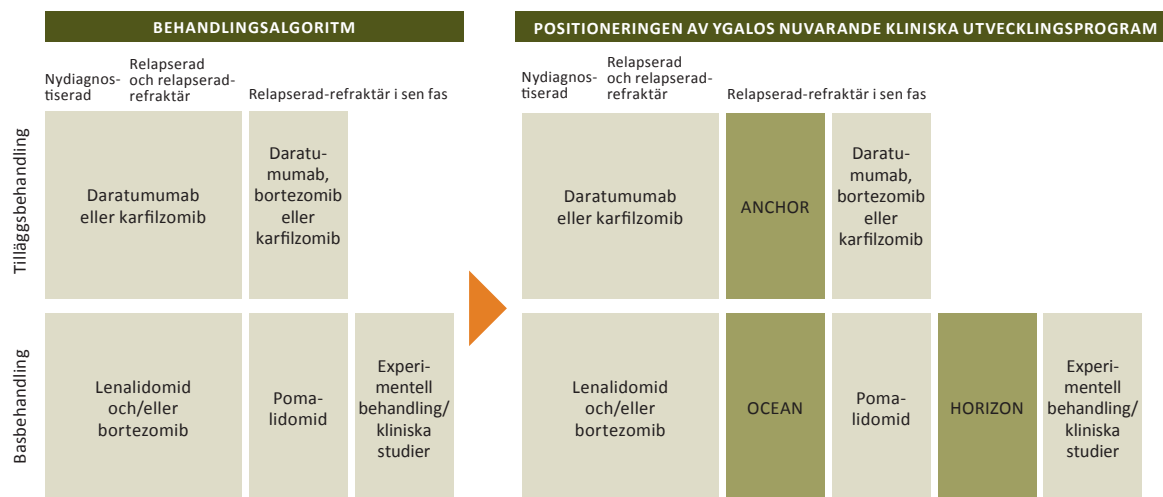 BEHANDLINGSALGORITM
Nydiagnos-
tiserad
Relapserad
och relapserad-
refraktär
Relapserad-refraktär i sen fas
Tilläggsbehandling
Daratumumab
eller karfilzomib
Daratu-
mumab,
bortezomib
eller
karfilzomib
Basbehandling
Lenalidomid
och/eller
bortezomib
Poma-
lidomid
Experi-
mentell
behandling/
kliniska
studier
POSITIONERINGEN AV YGALOS NUVARANDE KLINISKA UTVECKLINGSPROGRAM
Nydiagnos-
tiserad
Relapserad
och relapserad-
refraktär
Relapserad-refraktär i sen fas
Daratumumab
eller karfilzomib
ANCHOR
Daratu-
mumab,
bortezomib
eller
karfilzomib
Lenalidomid
och/eller
bortezomib
OCEAN
Poma-
lidomid
HORIZON
Experi-
mentell
behandling/
kliniska
studier